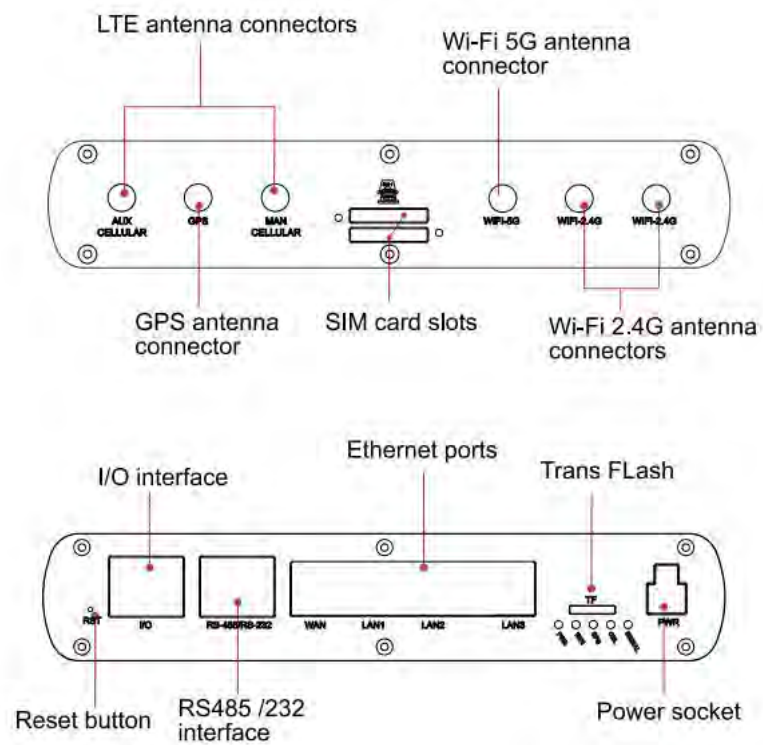 LTE antenna connectors
Wi-Fi 5G antenna
connector
AUX
CELLULAR
GPS
MAN
CELLULAR
WIFI-5G
WIFI-2.4G
WIFI-2.4G
GPS antenna
connector
SIM card slots
Wi-Fi 2.4G antenna
connectors
Ethernet ports
I/O interface
Trans FLash
TF
RST
I/O
RS-485/RS-232
WAN
LAN1
LAN2
LAN3
PWR
Reset button
RS485 /232
interface
Power socket